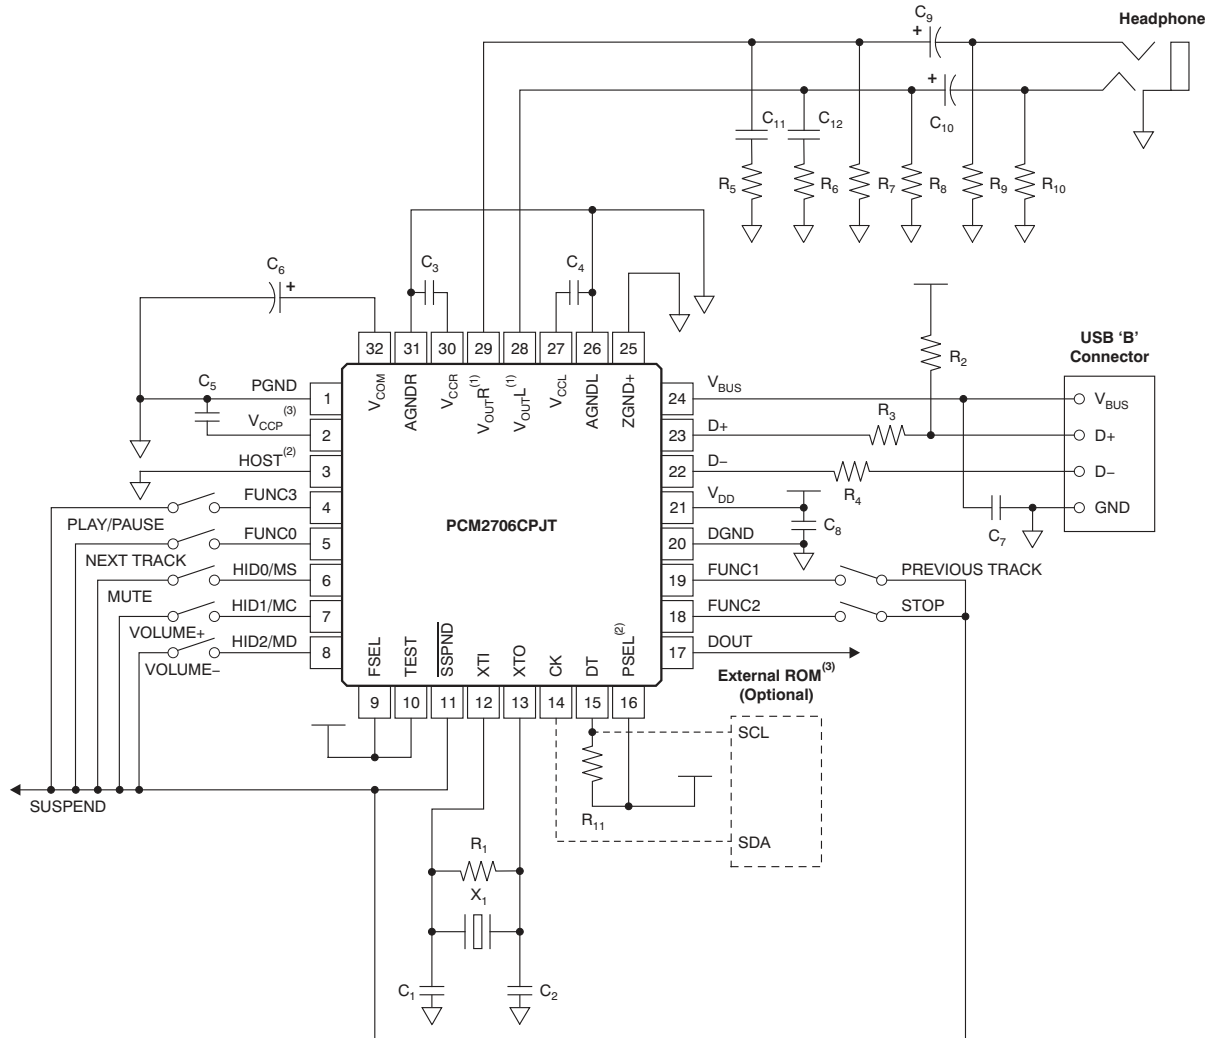 C9
Headphone
+
+
C11
C12
C10
R5
R6
R7
R8
R9
R10
C6
+
C3
C4
R2
USB ‘B’
Connector
32
31
30
29
28
27
26
25
VCOM
AGNDR
VCCR
VOUTR(1)
VOUTL(1)
VCCL
AGNDL
ZGND+
C5
PGND
1
VCCP(3)
2
HOST(2)
3
FUNC3
4
PLAY/PAUSE
FUNC0
5
NEXT TRACK
HID0/MS
6
MUTE
HID1/MC
7
VOLUME+
HID2/MD
8
VOLUME–
PCM2706CPJT
24
VBUS
VBUS
23
D+
R3
D+
22
D–
R4
D–
21
VDD
C8
C7
GND
20
DGND
19
FUNC1
PREVIOUS TRACK
18
FUNC2
STOP
17
DOUT
FSEL
TEST
SSPND
XTI
XTO
CK
DT
PSEL(2)
9
10
11
12
13
14
15
16
External ROM(3)
(Optional)
SCL
SDA
R11
SUSPEND
R1
X1
C1
C2